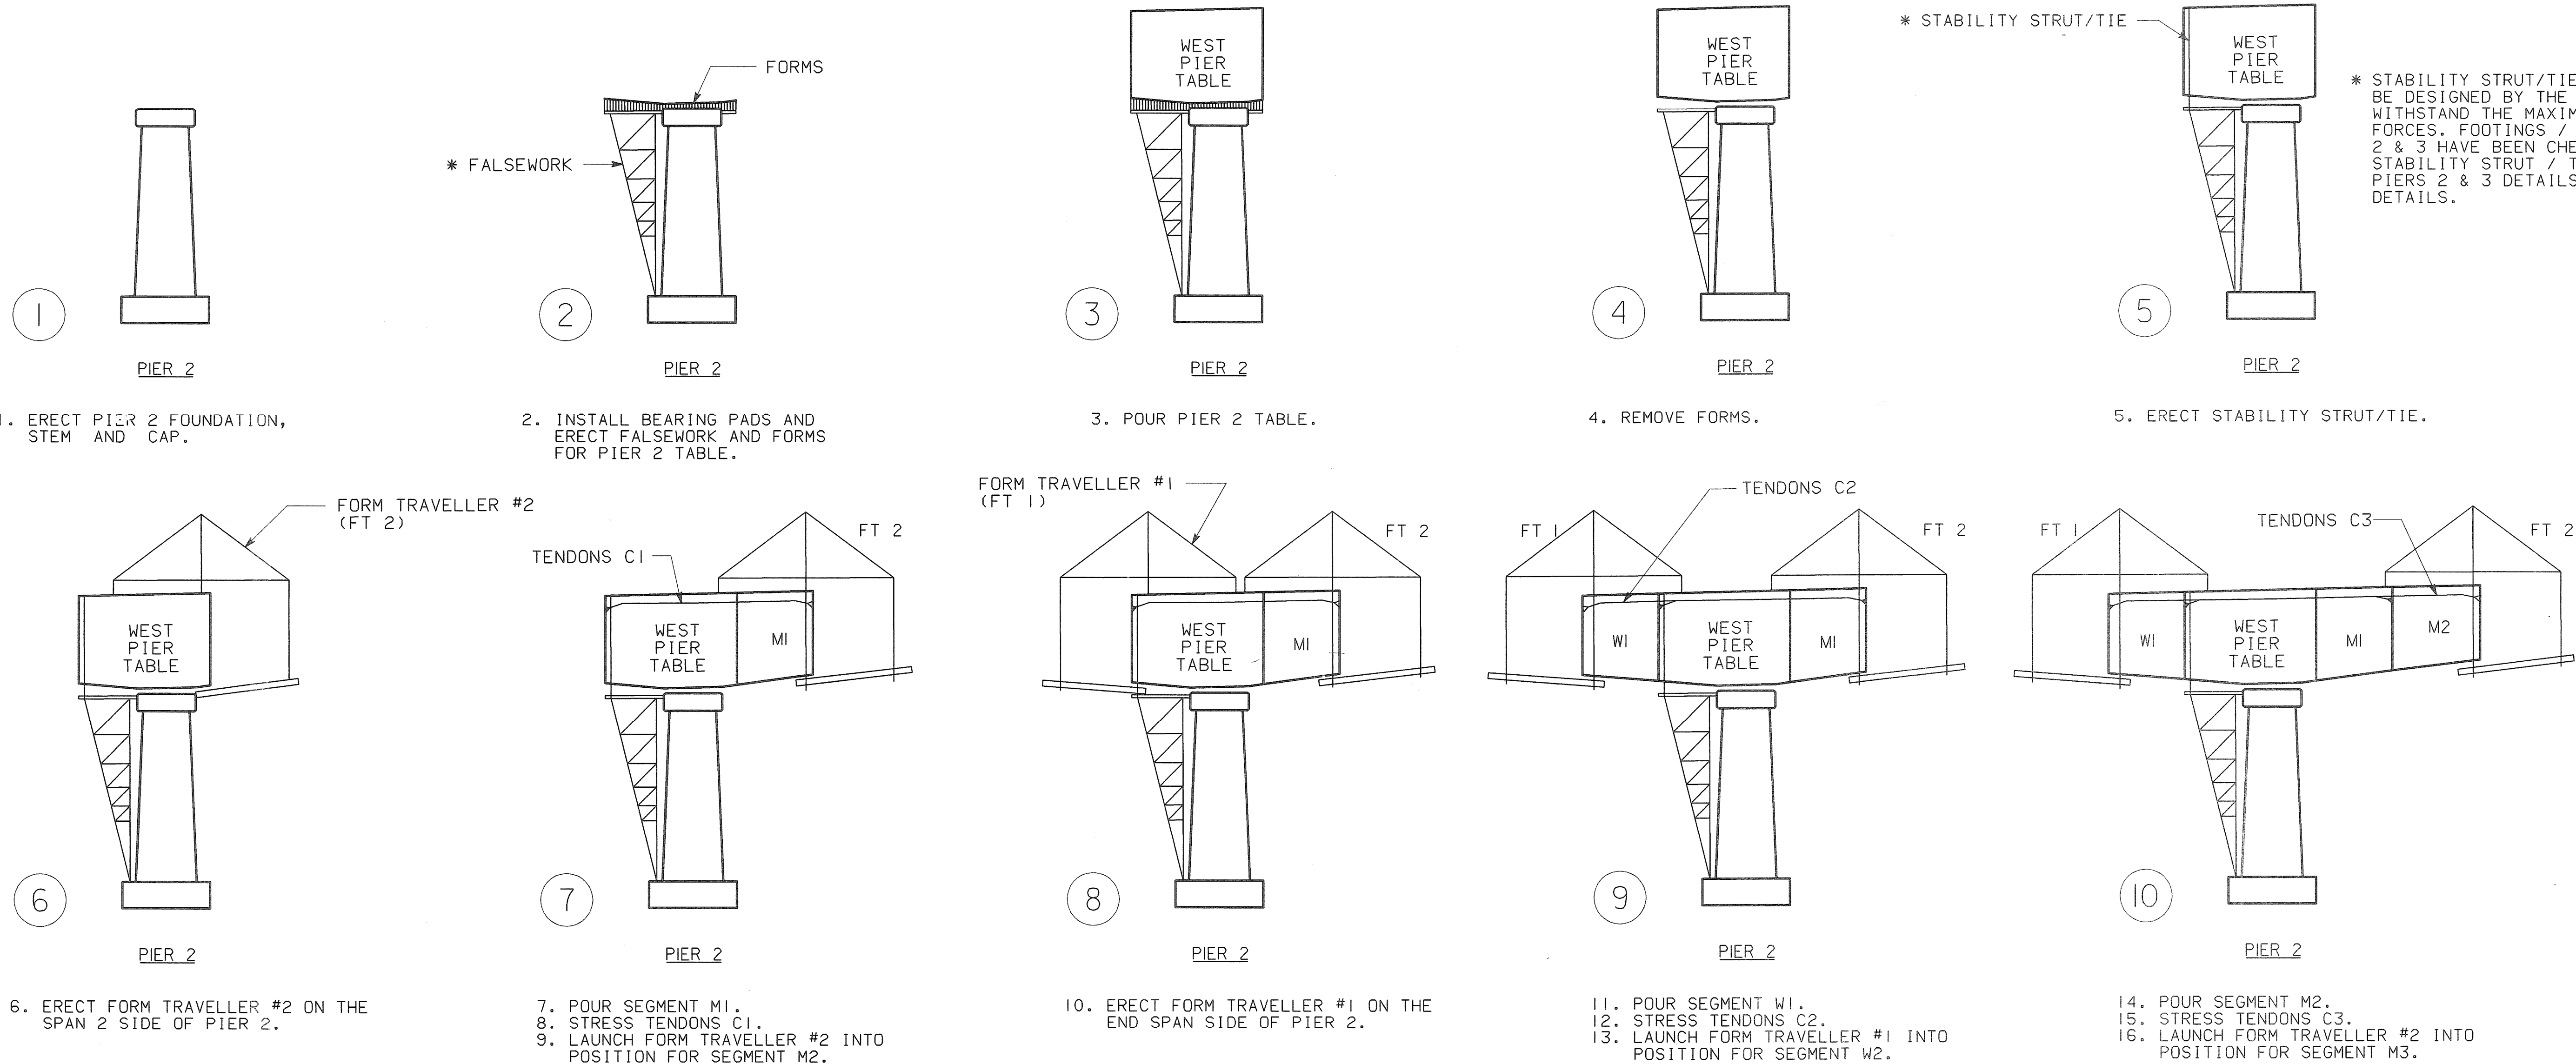 1
PIER 2
1. ERECT PIER 2 FOUNDATION,
STEM AND CAP.
FORMS
* FALSEWORK
2
PIER 2
2. INSTALL BEARING PADS AND
ERECT FALSEWORK AND FORMS
FOR PIER 2 TABLE.
WEST
PIER
TABLE
3
PIER 2
3. POUR PIER 2 TABLE.
WEST
PIER
TABLE
4
PIER 2
4. REMOVE FORMS.
* STABILITY STRUT/TIE
WEST
PIER
TABLE
* STABILITY STRUT/TIE
BE DESIGNED BY THE
WITHSTAND THE
FORCES. FOOTINGS /
2 & 3 HAVE BEEN
STABILITY STRUT /
PIERS 2 & 3 DETAILS
DETAILS.
5
PIER 2
5. ERECT STABILITY STRUT/TIE.
FORM TRAVELLER #2
(FT 2)
WEST
PIER
TABLE
6
PIER 2
6. ERECT FORM TRAVELLER #2 ON THE
SPAN 2 SIDE OF PIER 2.
TENDONS C1
FT 2
WEST
PIER
TABLE
M1
7
PIER 2
7. POUR SEGMENT M1.
8. STRESS TENDONS C1.
9. LAUNCH FORM TRAVELLER #2 INTO
POSITION FOR SEGMENT M2.
FORM TRAVELLER #1
(FT 1)
FT 2
WEST
PIER
TABLE
M1
8
PIER 2
10. ERECT FORM TRAVELLER #1 ON THE
END SPAN SIDE OF PIER 2.
TENDONS C2
FT 1
FT 2
W1
WEST
PIER
TABLE
M1
9
PIER 2
11. POUR SEGMENT W1.
12. STRESS TENDONS C2.
13. LAUNCH FORM TRAVELLER #1 INTO
POSITION FOR SEGMENT W2.
FT 1
TENDONS C3
FT 2
W1
WEST
PIER
TABLE
M1
M2
10
PIER 2
14. POUR SEGMENT M2.
15. STRESS TENDONS C3.
16. LAUNCH FORM TRAVELLER #2 INTO
POSITION FOR SEGMENT M3.